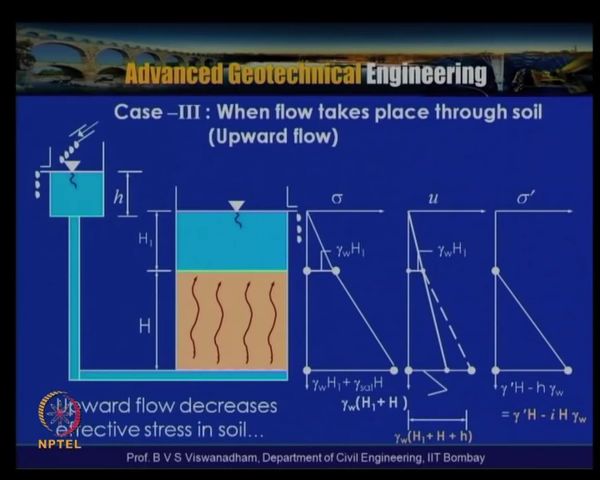 Advanced Geotechnical Engineering
Case –III : When flow takes place through soil
(Upward flow)
h
σ
u
σ′
H₁
γwH₁
γwH₁
H
γwH₁+γsatH
γw(H₁+H)
γ′H - hγw
= γ′H - iHγw
γw(H₁+H+h)
Upward flow decreases
effective stress in soil...
NPTEL
Prof. B V S Viswanadham, Department of Civil Engineering, IIT Bombay